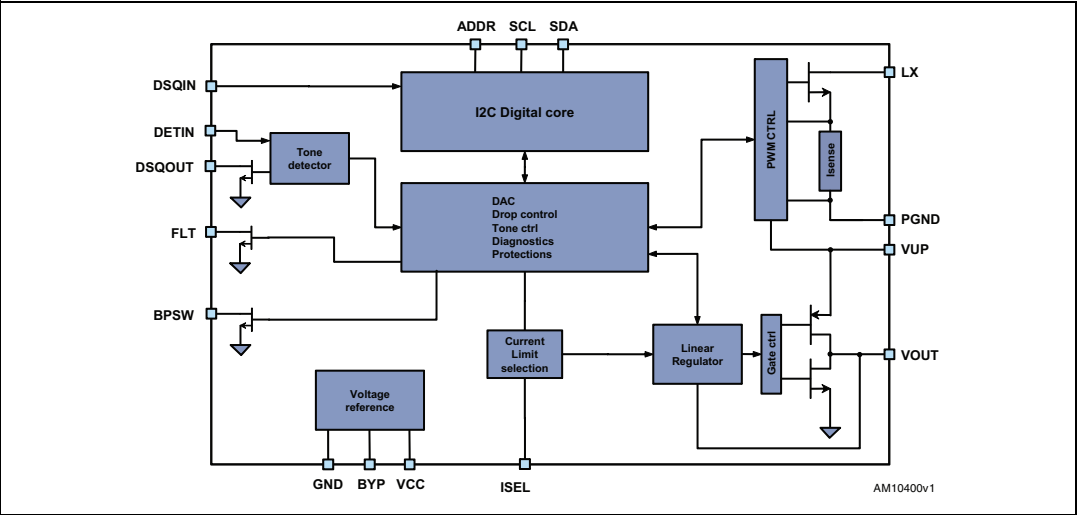 ADDR SCL SDA
DSQIN
LX
I2C Digital core
DETIN
Tone
detector
PWM CTRL
Isense
DSQOUT
DAC
Drop control
Tone ctrl
Diagnostics
Protections
PGND
FLT
VUP
BPSW
Current
Limit
selection
Linear
Regulator
Gate ctrl
VOUT
Voltage
reference
GND BYP VCC
ISEL
AM10400v1